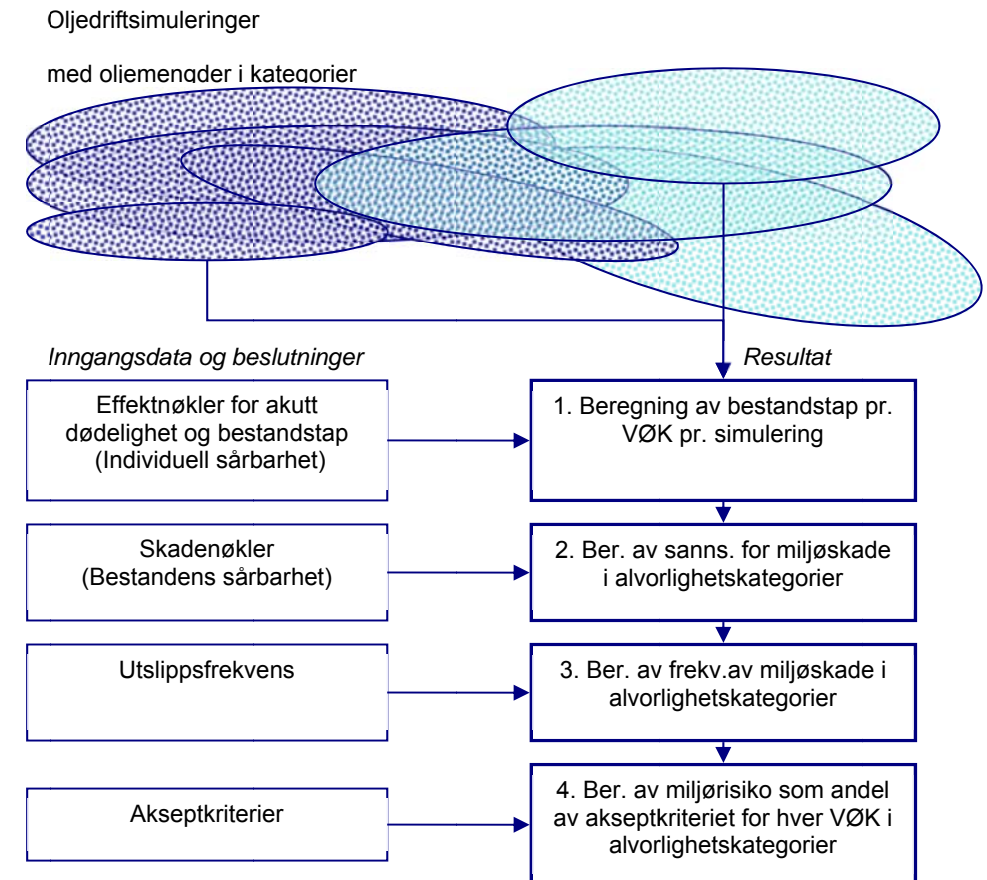 Oljedriftsimuleringer
med oljemengder i kategorier
Inngangsdata og beslutninger
Resultat
Effektnøkler for akutt
dødelighet og bestandstap
(Individuell sårbarhet)
1. Beregning av bestandstap pr.
VØK pr. simulering
Skadenøkler
(Bestandens sårbarhet)
2. Ber. av sanns. for miljøskade
i alvorlighetskategorier
Utslippsfrekvens
3. Ber. av frekv.av miljøskade i
alvorlighetskategorier
Akseptkriterier
4. Ber. av miljørisiko som andel
av akseptkriteriet for hver VØK i
alvorlighetskategorier